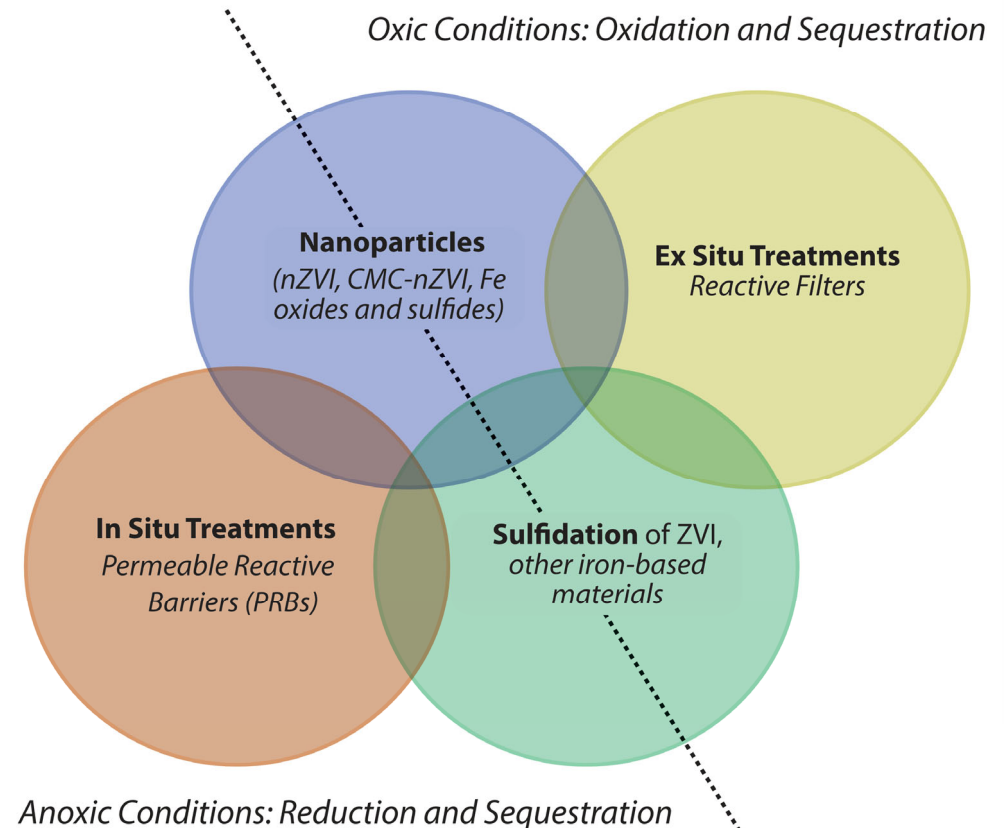 Oxic Conditions: Oxidation and Sequestration
Nanoparticles
(nZVI, CMC-nZVI, Fe
oxides and sulfides)
Ex Situ Treatments
Reactive Filters
In Situ Treatments
Permeable Reactive
Barriers (PRBs)
Sulfidation of ZVI,
other iron-based
materials
Anoxic Conditions: Reduction and Sequestration